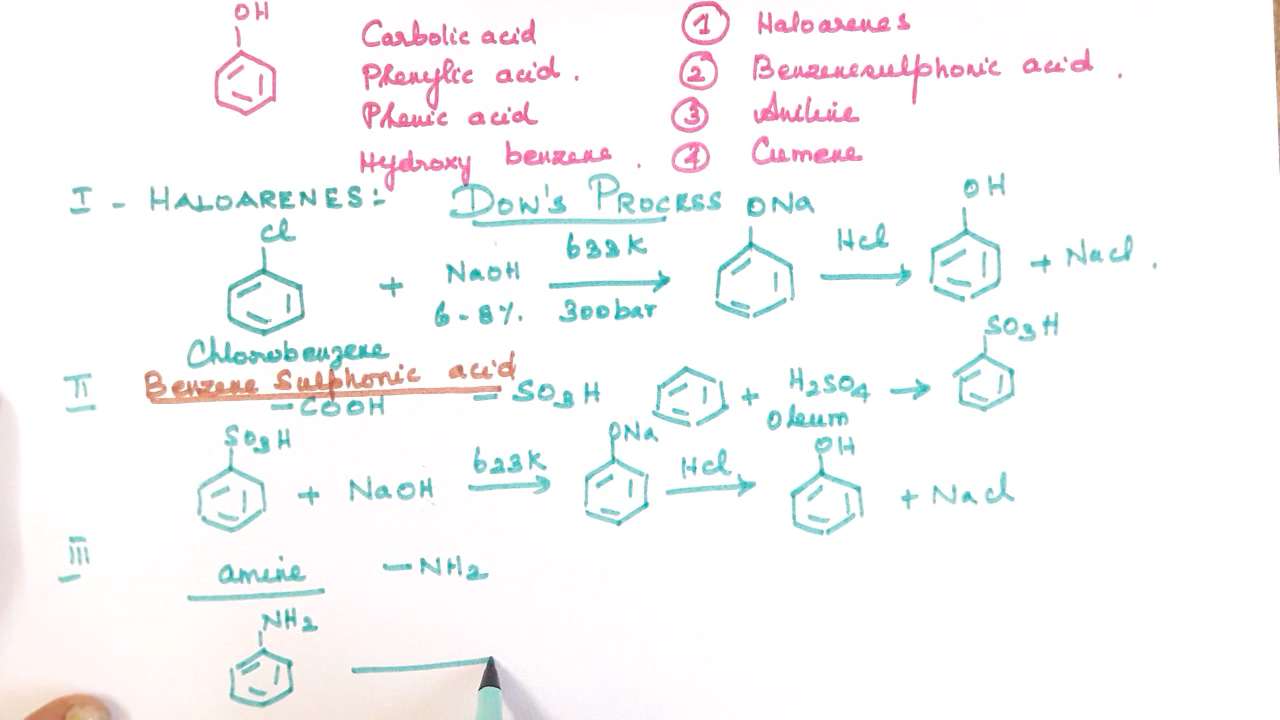 OH
Carbolic acid ① Haloarenes
Phenylic acid. ② Benzenesulphonic acid.
Phenic acid ③ Aniline
Hydroxy benzene. ④ Cumene
I - HALOARENES:- DOW'S PROCESS
Cl + NaOH 6-8% 633K 300bar ONa HCl OH + NaCl.
Chlorobenzene
II Benzene Sulphonic acid
-COOH -SO3H + H2SO4 Oleum → SO3H
SO3H + NaOH 623K ONa HCl OH + NaCl
III amine -NH2
NH2